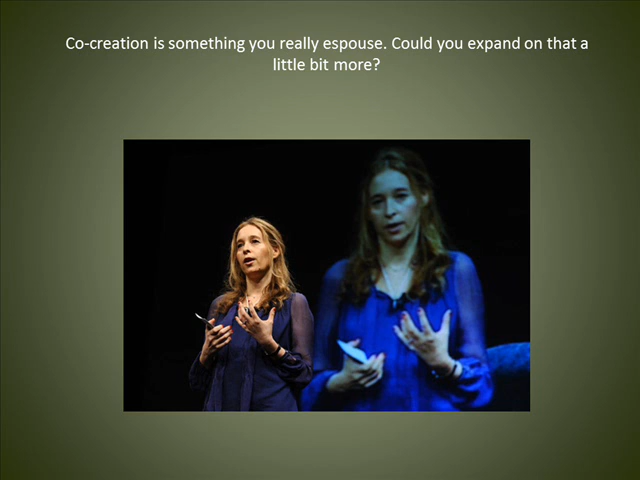 Co-creation is something you really espouse. Could you expand on that a
little bit more?